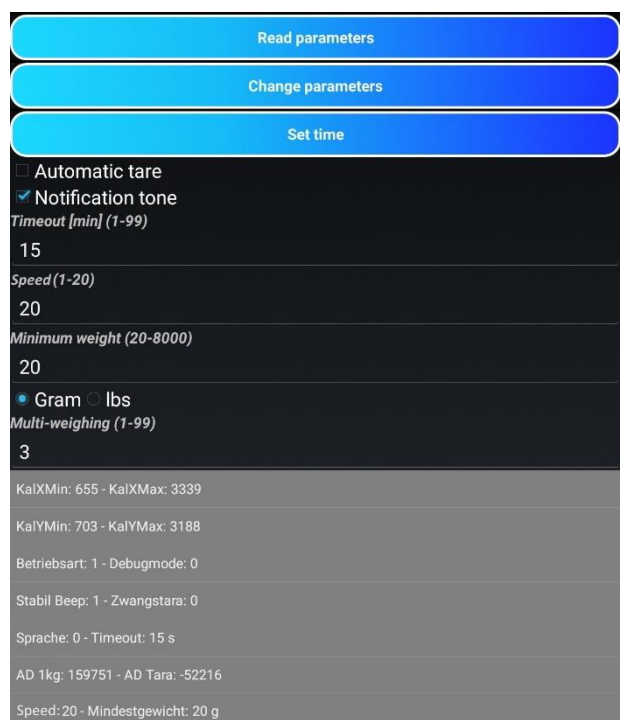 Read parameters
Change parameters
Set time
Automatic tare
Notification tone
Timeout [min] (1-99)
15
Speed (1-20)
20
Minimum weight (20-8000)
20
Gram lbs
Multi-weighing (1-99)
3
KalXMin: 655 - KalXMax: 3339
KalYMin: 703 - KalYMax: 3188
Betriebsart: 1 - Debugmode: 0
Stabil Beep: 1 - Zwangstara: 0
Sprache: 0 - Timeout: 15 s
AD 1kg: 159751 - AD Tara: -52216
Speed: 20 - Mindestgewicht: 20 g